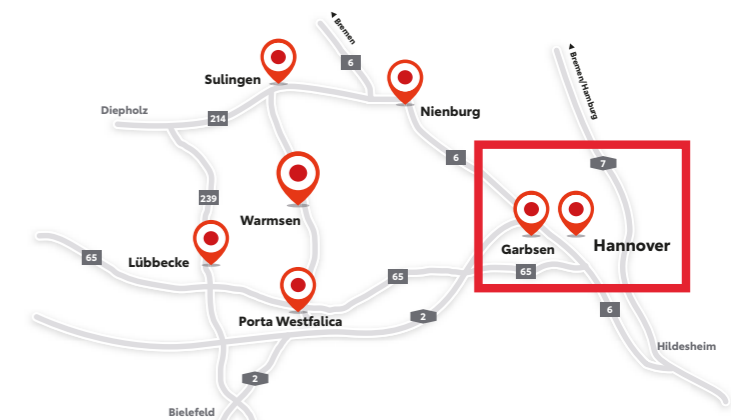 ◀ Bremen
6
Sulingen
◀ Bremen/Hamburg
Diepholz
214
Nienburg
6
7
239
Warmsen
Garbsen
Hannover
65
Lübbecke
65
65
Porta Westfalica
2
6
Hildesheim
2
Bielefeld